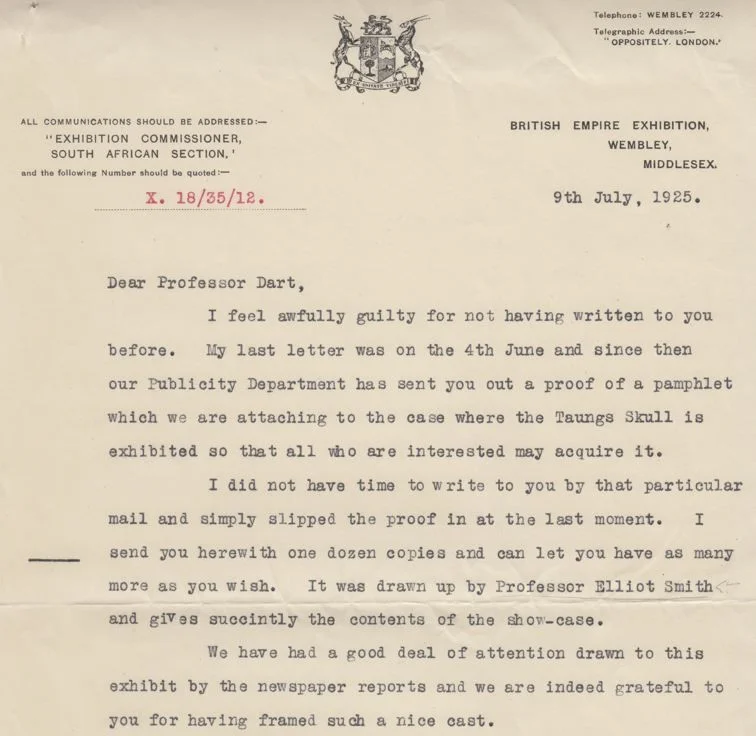 Telephone: WEMBLEY 2224.
Telegraphic Address:—
"OPPOSITELY. LONDON."
ALL COMMUNICATIONS SHOULD BE ADDRESSED:—
"EXHIBITION COMMISSIONER,
SOUTH AFRICAN SECTION,'
and the following Number should be quoted:—
X. 18/35/12.
BRITISH EMPIRE EXHIBITION,
WEMBLEY,
MIDDLESEX.
9th July, 1925.
Dear Professor Dart,
I feel awfully guilty for not having written to you
before. My last letter was on the 4th June and since then
our Publicity Department has sent you out a proof of a pamphlet
which we are attaching to the case where the Taungs Skull is
exhibited so that all who are interested may acquire it.
I did not have time to write to you by that particular
mail and simply slipped the proof in at the last moment. I
send you herewith one dozen copies and can let you have as many
more as you wish. It was drawn up by Professor Elliot Smith
and gives succintly the contents of the show-case.
We have had a good deal of attention drawn to this
exhibit by the newspaper reports and we are indeed grateful to
you for having framed such a nice cast.